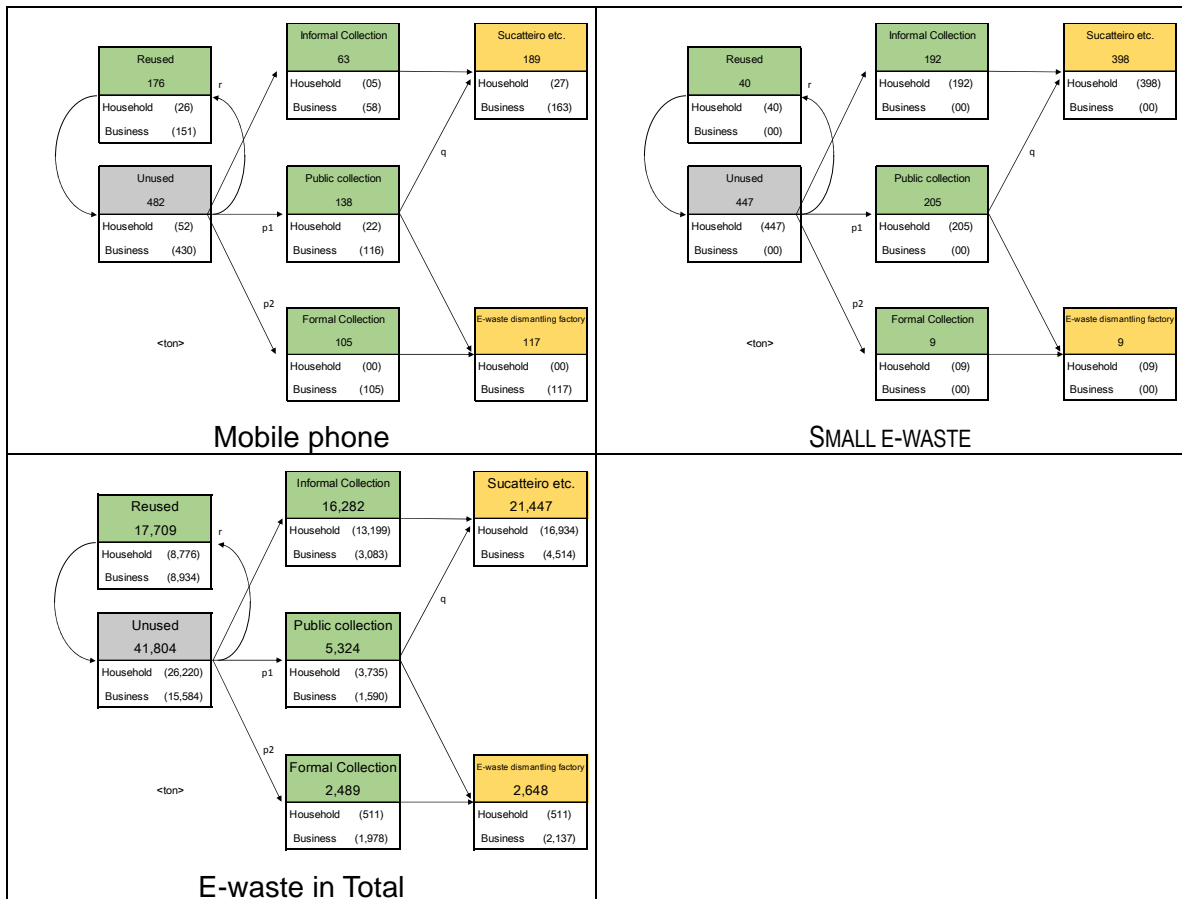 Informal Collection
63
Household (05)
Business (58)
Sucatteiro etc.
189
Household (27)
Business (163)
Reused
176
Household (26)
Business (151)
r
q
Unused
482
Household (52)
Business (430)
p1
Public collection
138
Household (22)
Business (116)
p2
<ton>
Formal Collection
105
Household (00)
Business (105)
E-waste dismantling factory
117
Household (00)
Business (117)
Mobile phone
Informal Collection
192
Household (192)
Business (00)
Sucatteiro etc.
398
Household (398)
Business (00)
Reused
40
Household (40)
Business (00)
r
q
Unused
447
Household (447)
Business (00)
p1
Public collection
205
Household (205)
Business (00)
p2
<ton>
Formal Collection
9
Household (09)
Business (00)
E-waste dismantling factory
9
Household (09)
Business (00)
SMALL E-WASTE
Informal Collection
16,282
Household (13,199)
Business (3,083)
Sucatteiro etc.
21,447
Household (16,934)
Business (4,514)
Reused
17,709
Household (8,776)
Business (8,934)
r
q
Unused
41,804
Household (26,220)
Business (15,584)
p1
Public collection
5,324
Household (3,735)
Business (1,590)
p2
<ton>
Formal Collection
2,489
Household (511)
Business (1,978)
E-waste dismantling factory
2,648
Household (511)
Business (2,137)
E-waste in Total